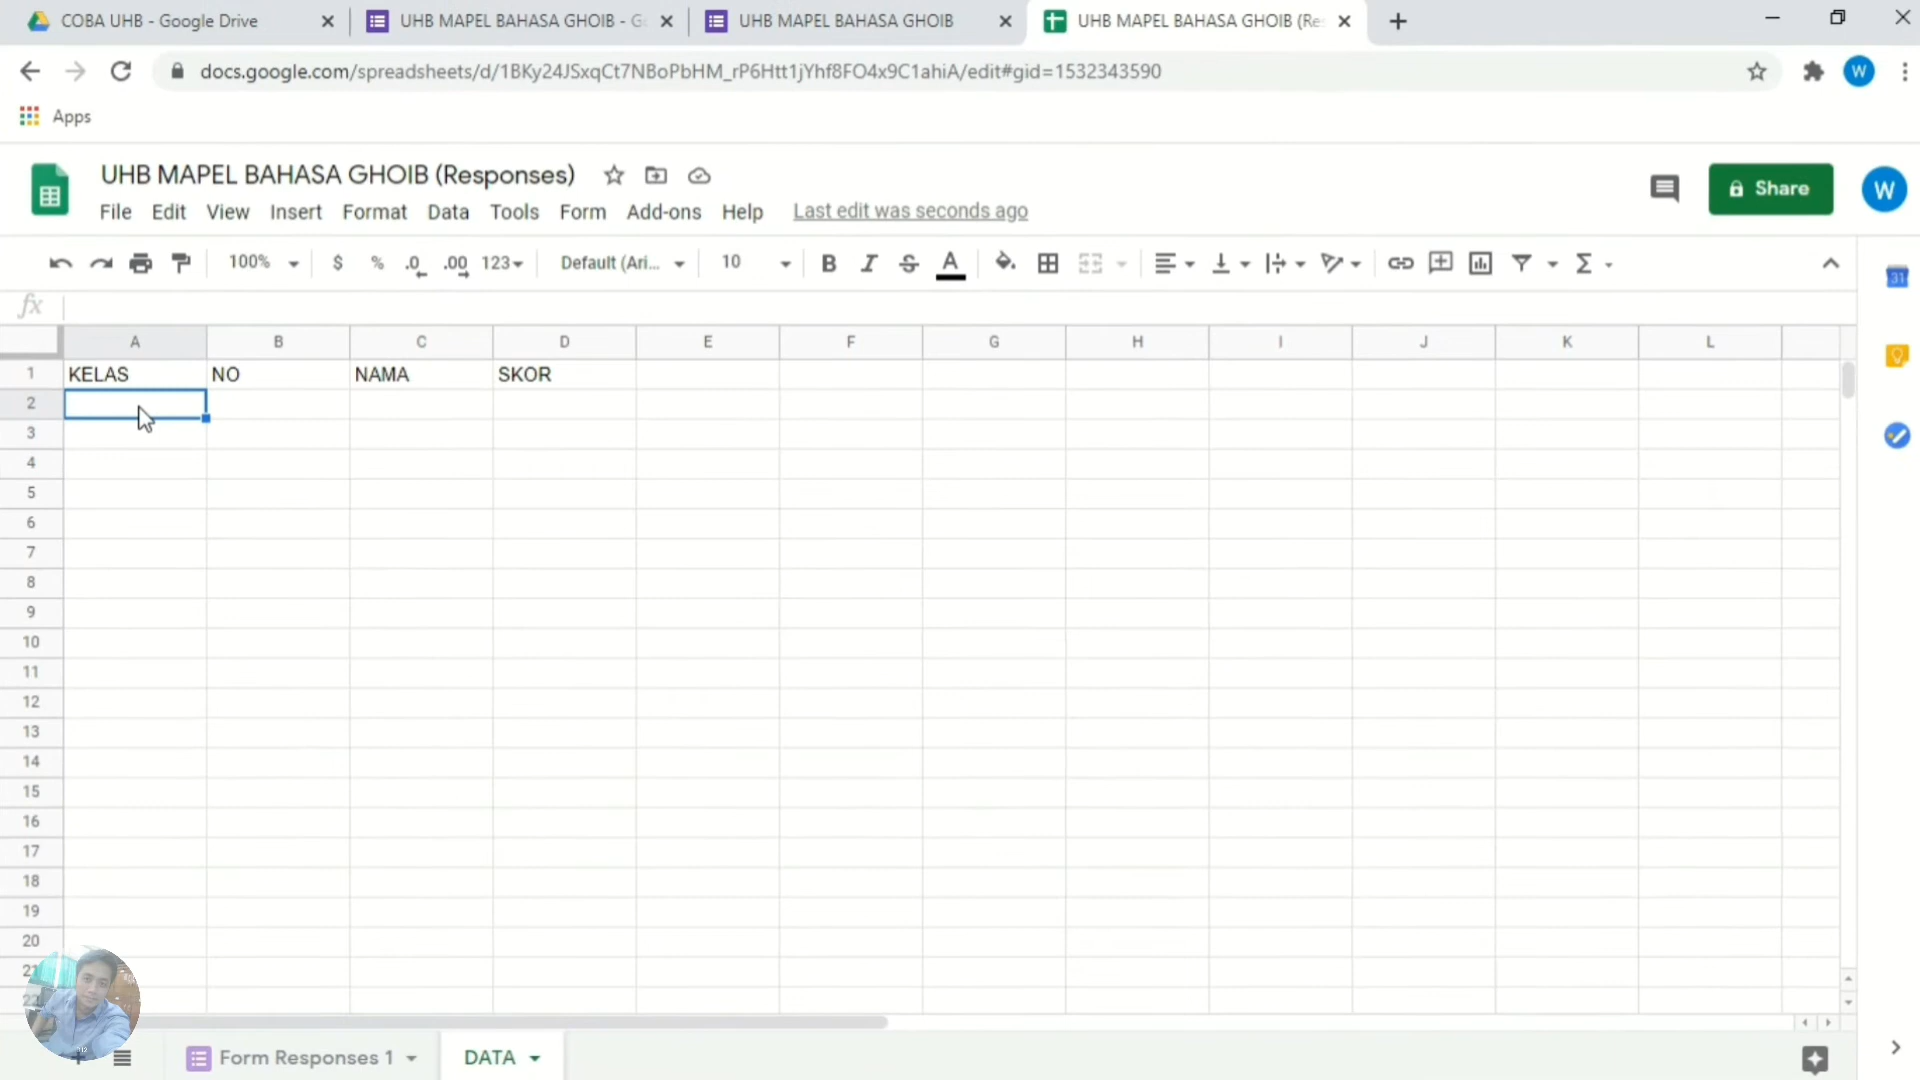 COBA UHB - Google Drive
UHB MAPEL BAHASA GHOIB - G
UHB MAPEL BAHASA GHOIB
UHB MAPEL BAHASA GHOIB (Re
docs.google.com/spreadsheets/d/1BKy24JSxqCt7NBoPbHM_rP6Htt1jYhf8FO4x9C1ahiA/edit#gid=1532343590
W
Apps
UHB MAPEL BAHASA GHOIB (Responses)
Share
W
File Edit View Insert Format Data Tools Form Add-ons Help Last edit was seconds ago
100% $ % .0 .00 123 Default (Ari... 10 B I S A Σ
31
fx
A B C D E F G H I J K L
1 KELAS NO NAMA SKOR
2
3
4
5
6
7
8
9
10
11
12
13
14
15
16
17
18
19
20
21
22
Form Responses 1 DATA